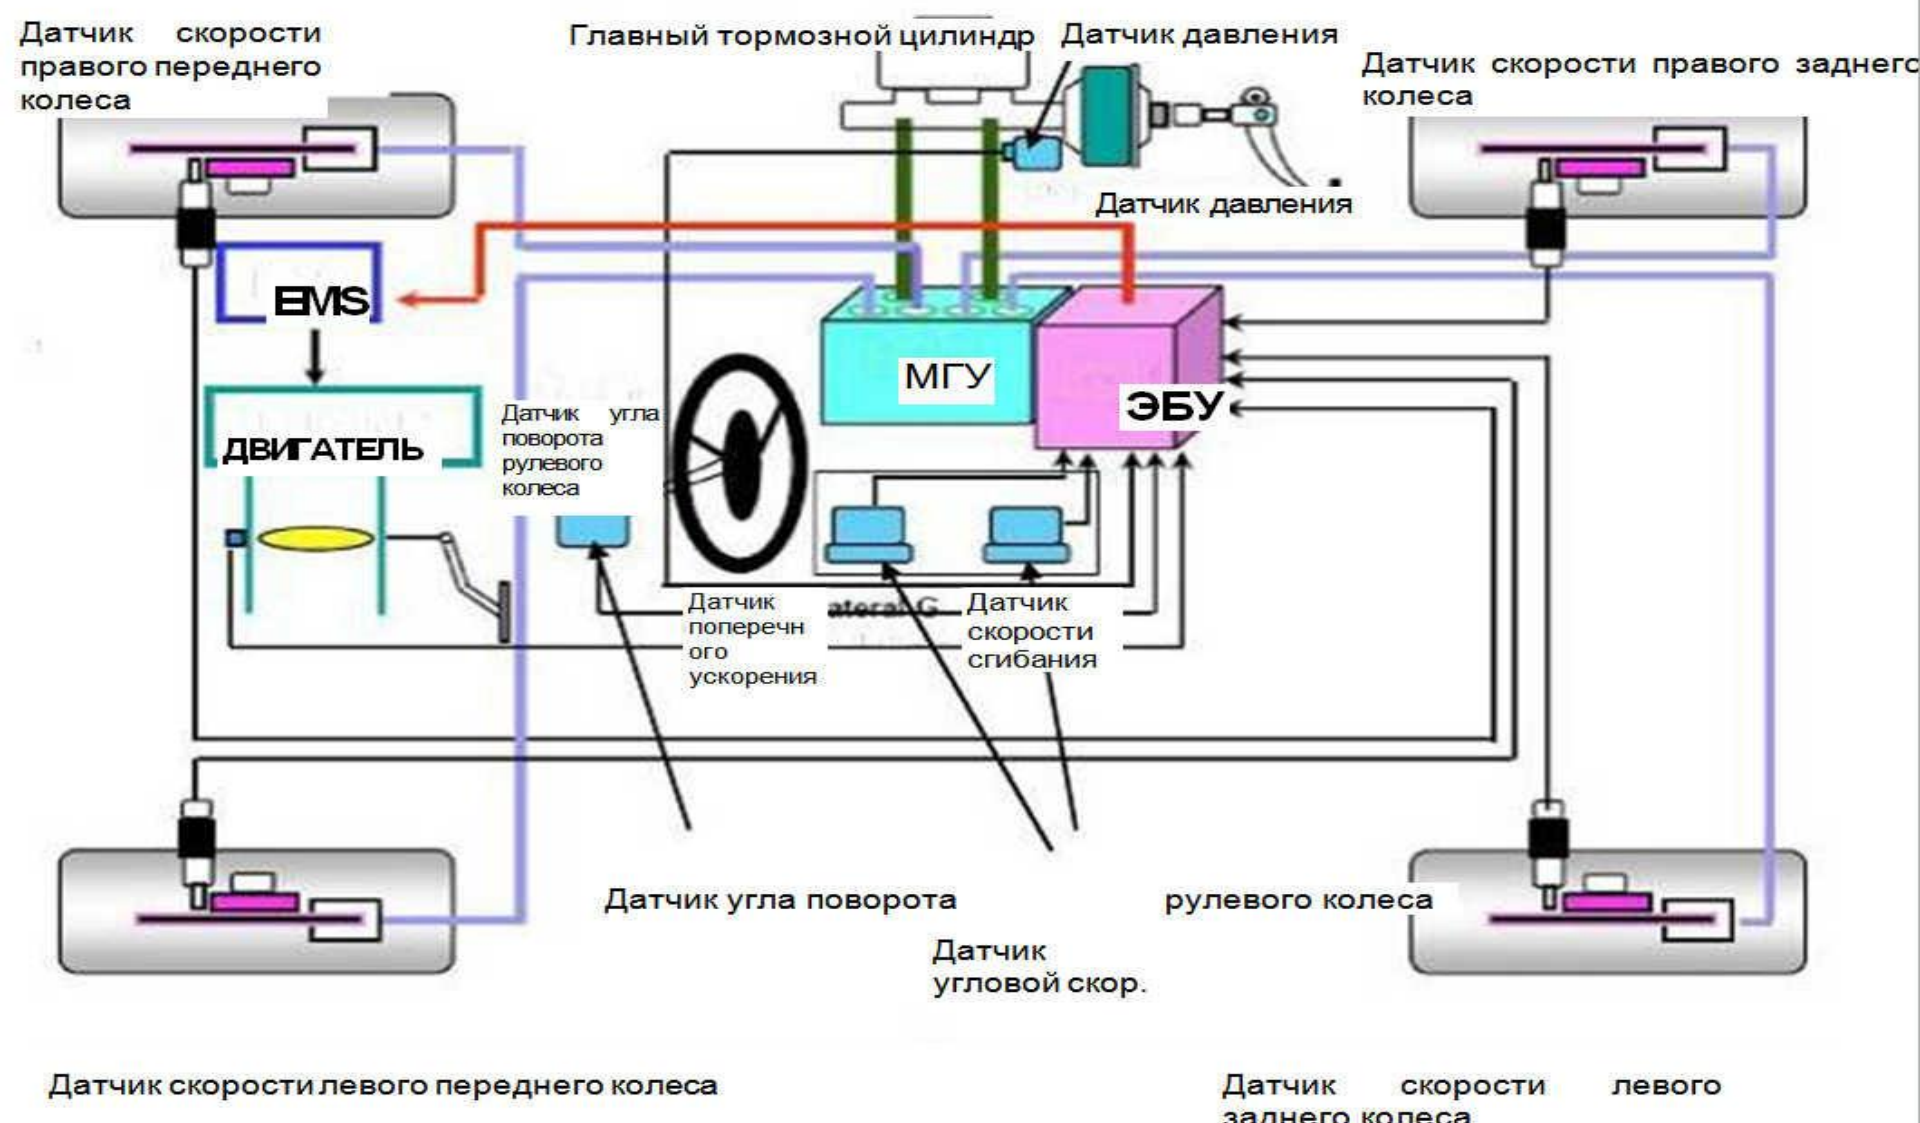 Датчик скорости
правого переднего
колеса
Главный тормозной цилиндр
Датчик давления
Датчик скорости правого заднего
колеса
Датчик давления
EMS
МГУ
ЭБУ
ДВИГАТЕЛЬ
Датчик угла
поворота
рулевого
колеса
Датчик
поперечн
ого
ускорения
ateral G
Датчик
скорости
сгибания
Датчик угла поворота рулевого колеса
Датчик
угловой скор.
Датчик скорости левого переднего колеса
Датчик скорости левого
заднего колеса